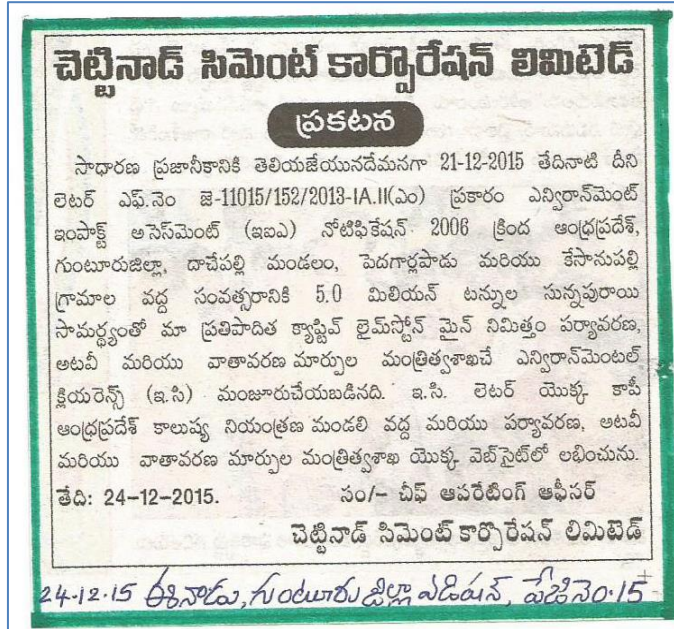 చెట్టినాడ్ సిమెంట్ కార్పొరేషన్ లిమిటెడ్
ప్రకటన
సాధారణ ప్రజానీకానికి తెలియజేయునదేమనగా 21-12-2015 తేదినాటి దీని
లెటర్ ఎఫ్.నెం జె-11015/152/2013-IA.II(ఎం) ప్రకారం ఎన్విరాన్‌మెంట్
ఇంపాక్ట్ అసెస్‌మెంట్ (ఇఐఎ) నోటిఫికేషన్ 2006 క్రింద ఆంధ్రప్రదేశ్,
గుంటూరుజిల్లా, దాచేపల్లి మండలం, పెదగార్లపాడు మరియు కేసానుపల్లి
గ్రామాల వద్ద సంవత్సరానికి 5.0 మిలియన్ టన్నుల సున్నపురాయి
సామర్థ్యంతో మా ప్రతిపాదిత క్యాప్టివ్ లైమ్‌స్టోన్ మైన్ నిమిత్తం పర్యావరణ,
అటవీ మరియు వాతావరణ మార్పుల మంత్రిత్వశాఖచే ఎన్విరాన్‌మెంటల్
క్లియరెన్స్ (ఇ.సి) మంజూరుచేయబడినది. ఇ.సి. లెటర్ యొక్క కాపీ
ఆంధ్రప్రదేశ్ కాలుష్య నియంత్రణ మండలి వద్ద మరియు పర్యావరణ, అటవీ
మరియు వాతావరణ మార్పుల మంత్రిత్వశాఖ యొక్క వెబ్‌సైట్‌లో లభించును.
తేది: 24-12-2015. సం/- చీఫ్ ఆపరేటింగ్ ఆఫీసర్
చెట్టినాడ్ సిమెంట్ కార్పొరేషన్ లిమిటెడ్
24.12.15 ఈనాడు, గుంటూరు జిల్లా ఎడిషన్, పేజినెం.15